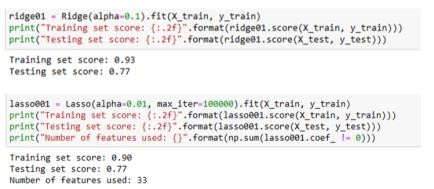 ridge01 = Ridge(alpha=0.1).fit(X_train, y_train)
print("Training set score: {:.2f}".format(ridge01.score(X_train, y_train)))
print("Testing set score: {:.2f}".format(ridge01.score(X_test, y_test)))
Training set score: 0.93
Testing set score: 0.77
lasso001 = Lasso(alpha=0.01, max_iter=100000).fit(X_train, y_train)
print("Training set score: {:.2f}".format(lasso001.score(X_train, y_train)))
print("Testing set score: {:.2f}".format(lasso001.score(X_test, y_test)))
print("Number of features used: {}".format(np.sum(lasso001.coef_ != 0)))
Training set score: 0.90
Testing set score: 0.77
Number of features used: 33